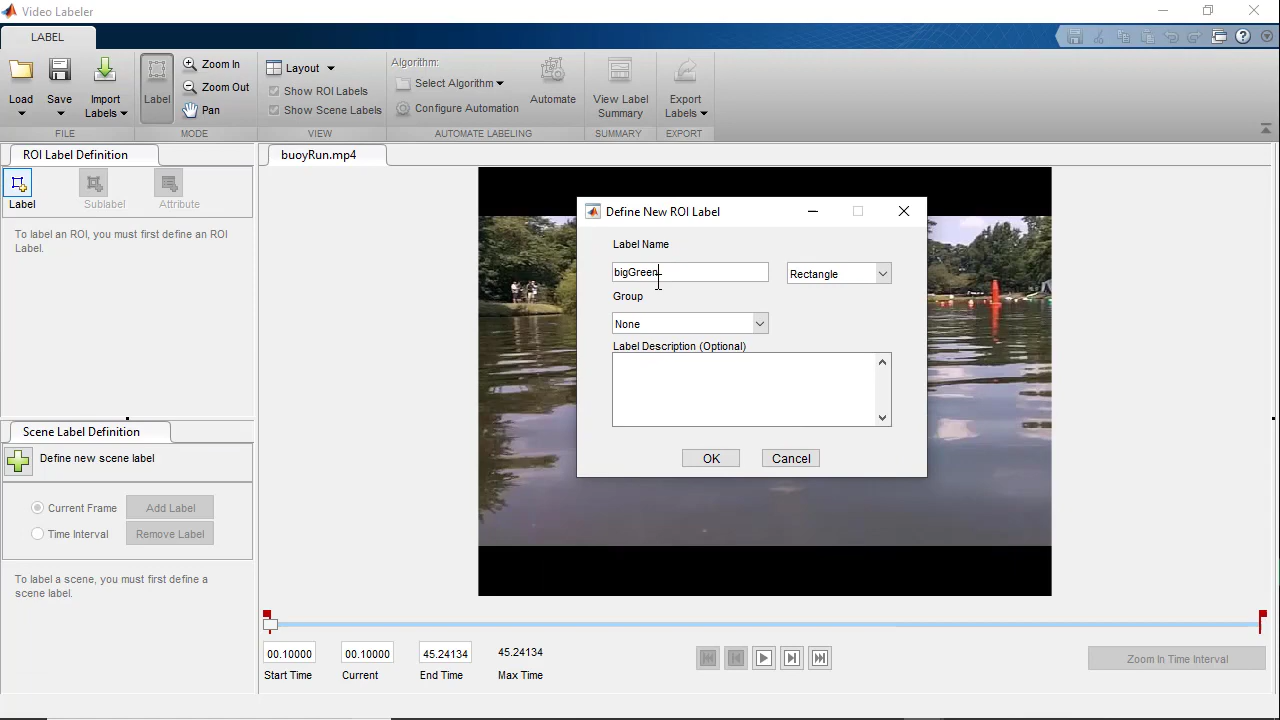 Video Labeler
LABEL
Load
Save
Import
Labels
Label
Zoom In
Zoom Out
Pan
Layout
Show ROI Labels
Show Scene Labels
Algorithm:
Select Algorithm
Configure Automation
Automate
View Label
Summary
Export
Labels
FILE
MODE
VIEW
AUTOMATE LABELING
SUMMARY
EXPORT
ROI Label Definition
Label
Sublabel
Attribute
To label an ROI, you must first define an ROI
Label.
Scene Label Definition
Define new scene label
Current Frame
Add Label
Time Interval
Remove Label
To label a scene, you must first define a
scene label.
buoyRun.mp4
Define New ROI Label
Label Name
bigGreen
Rectangle
Group
None
Label Description (Optional)
OK
Cancel
00.10000
00.10000
45.24134
45.24134
Start Time
Current
End Time
Max Time
Zoom In Time Interval